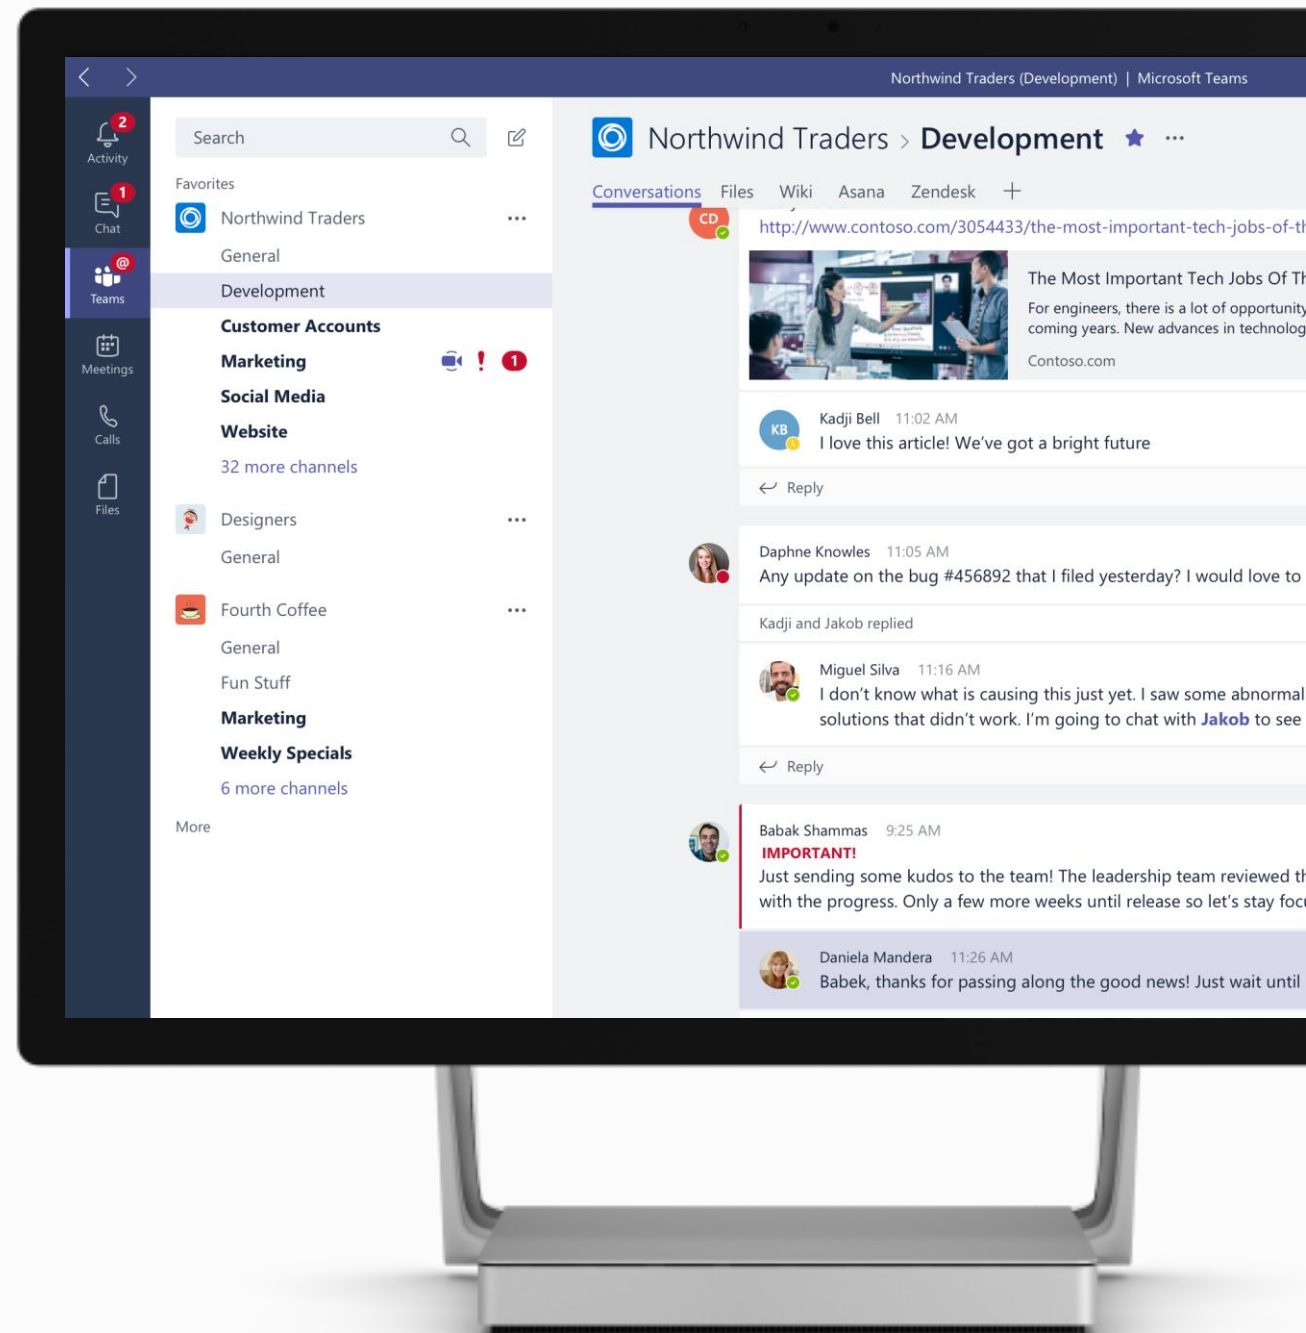 Northwind Traders (Development) | Microsoft Teams
2
Activity
1
Chat
@
Teams
Meetings
Calls
Files
Search
Favorites
Northwind Traders
General
Development
Customer Accounts
Marketing ! 1
Social Media
Website
32 more channels
Designers
General
Fourth Coffee
General
Fun Stuff
Marketing
Weekly Specials
6 more channels
More
Northwind Traders > Development
Conversations Files Wiki Asana Zendesk
CD
http://www.contoso.com/3054433/the-most-important-tech-jobs-of-th
The Most Important Tech Jobs Of Th
For engineers, there is a lot of opportunity
coming years. New advances in technolog
Contoso.com
KB
Kadji Bell 11:02 AM
I love this article! We've got a bright future
Reply
Daphne Knowles 11:05 AM
Any update on the bug #456892 that I filed yesterday? I would love to
Kadji and Jakob replied
Miguel Silva 11:16 AM
I don't know what is causing this just yet. I saw some abnormal
solutions that didn't work. I'm going to chat with Jakob to see
Reply
Babak Shammas 9:25 AM
IMPORTANT!
Just sending some kudos to the team! The leadership team reviewed th
with the progress. Only a few more weeks until release so let's stay focu
Daniela Mandera 11:26 AM
Babek, thanks for passing along the good news! Just wait until